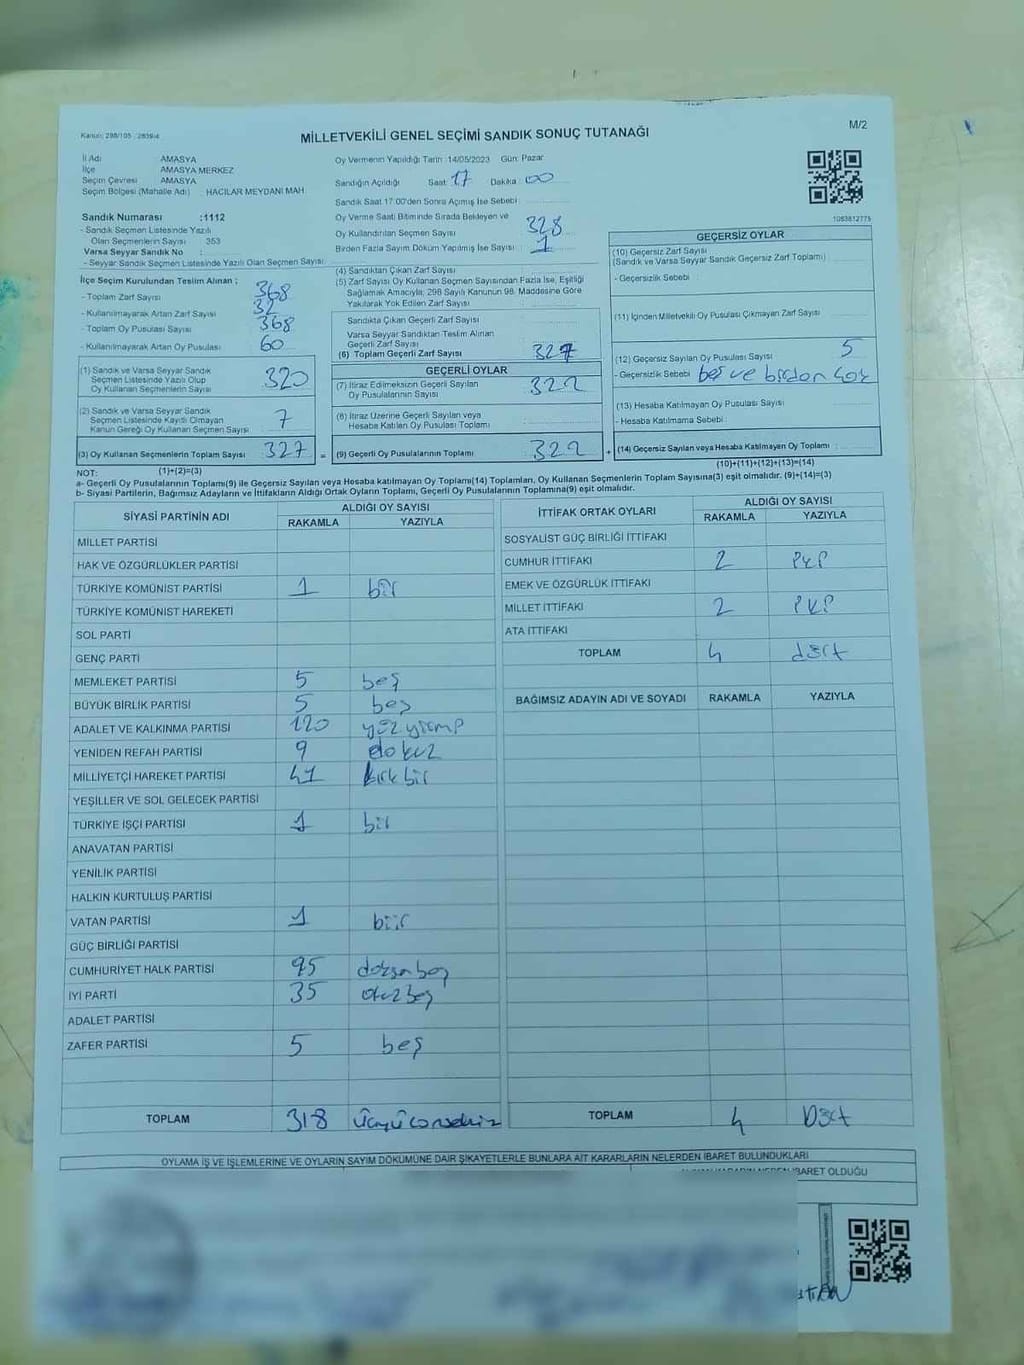 Kanun: 298/105 : 2839/4
MİLLETVEKİLİ GENEL SEÇİMİ SANDIK SONUÇ TUTANAĞI
M/2
İl Adı AMASYA
İlçe AMASYA MERKEZ
Seçim Çevresi AMASYA
Seçim Bölgesi (Mahalle Adı) : HACILAR MEYDANI MAH.
Sandık Numarası :1112
- Sandık Seçmen Listesinde Yazılı
Olan Seçmenlerin Sayısı 353
Varsa Seyyar Sandık No :
- Seyyar Sandık Seçmen Listesinde Yazılı Olan Seçmen Sayısı:
İlçe Seçim Kurulundan Teslim Alınan ;
- Toplam Zarf Sayısı 368
- Kullanılmayarak Artan Zarf Sayısı 32
- Toplam Oy Pusulası Sayısı 368
- Kullanılmayarak Artan Oy Pusulası 60
(1) Sandık ve Varsa Seyyar Sandık
Seçmen Listesinde Yazılı Olup
Oy Kullanan Seçmenlerin Sayısı 320
(2) Sandık ve Varsa Seyyar Sandık
Seçmen Listesinde Kayıtlı Olmayan
Kanun Gereği Oy Kullanan Seçmen Sayısı 7
(3) Oy Kullanan Seçmenlerin Toplam Sayısı 327
Oy Vermenin Yapıldığı Tarih :14/05/2023 Gün: Pazar
Sandığın Açıldığı Saat: 17 Dakika: 00
Sandık Saat 17:00'den Sonra Açımış İse Sebebi :
Oy Verme Saati Bitiminde Sırada Bekleyen ve
Oy Kullandırılan Seçmen Sayısı 328
Birden Fazla Sayım Döküm Yapılmış İse Sayısı : 1
(4) Sandıktan Çıkan Zarf Sayısı
(5) Zarf Sayısı Oy Kullanan Seçmen Sayısından Fazla İse, Eşitliği
Sağlamak Amacıyla; 298 Sayılı Kanunun 98. Maddesine Göre
Yakılarak Yok Edilen Zarf Sayısı
Sandıkta Çıkan Geçerli Zarf Sayısı
Varsa Seyyar Sandıktan Teslim Alınan
Geçerli Zarf Sayısı
(6) Toplam Geçerli Zarf Sayısı 327
GEÇERLİ OYLAR
(7) İtiraz Edilmeksizin Geçerli Sayılan
Oy Pusulalarının Sayısı 322
(8) İtiraz Üzerine Geçerli Sayılan veya
Hesaba Katılan Oy Pusulası Toplamı
= (9) Geçerli Oy Pusulalarının Toplamı 322
1083812775
GEÇERSİZ OYLAR
(10) Geçersiz Zarf Sayısı
(Sandık ve Varsa Seyyar Sandık Geçersiz Zarf Toplamı)
- Geçersizlik Sebebi :
(11) İçinden Milletvekili Oy Pusulası Çıkmayan Zarf Sayısı
(12) Geçersiz Sayılan Oy Pusulası Sayısı 5
- Geçersizlik Sebebi beş ve birden
(13) Hesaba Katılmayan Oy Pusulası Sayısı
- Hesaba Katılmama Sebebi :
+ (14) Geçersiz Sayılan veya Hesaba Katılmayan Oy Toplamı
NOT: (1)+(2)=(3) (10)+(11)+(12)+(13)=(14)
a- Geçerli Oy Pusulalarının Toplamı(9) ile Geçersiz Sayılan veya Hesaba katılmayan Oy Toplamı(14) Toplamları, Oy Kullanan Seçmenlerin Toplam Sayısına(3) eşit olmalıdır. (9)+(14)=(3)
b- Siyasi Partilerin, Bağımsız Adayların ve İttifakların Aldığı Ortak Oyların Toplamı, Geçerli Oy Pusulalarının Toplamına(9) eşit olmalıdır.
SİYASİ PARTİNİN ADI ALDIĞI OY SAYISI
RAKAMLA YAZIYLA
MİLLET PARTİSİ
HAK VE ÖZGÜRLÜKLER PARTİSİ
TÜRKİYE KOMÜNİST PARTİSİ 1 bir
TÜRKİYE KOMÜNİST HAREKETİ
SOL PARTİ
GENÇ PARTİ
MEMLEKET PARTİSİ 5 beş
BÜYÜK BİRLİK PARTİSİ 5 beş
ADALET VE KALKINMA PARTİSİ 120 yüz yirmi
YENİDEN REFAH PARTİSİ 9 dokuz
MİLLİYETÇİ HAREKET PARTİSİ 41 kırk bir
YEŞİLLER VE SOL GELECEK PARTİSİ
TÜRKİYE İŞÇİ PARTİSİ 1 bir
ANAVATAN PARTİSİ
YENİLİK PARTİSİ
HALKIN KURTULUŞ PARTİSİ
VATAN PARTİSİ 1 biir
GÜÇ BİRLİĞİ PARTİSİ
CUMHURİYET HALK PARTİSİ 95 doksan beş
İYİ PARTİ 35 otuz beş
ADALET PARTİSİ
ZAFER PARTİSİ 5 beş
TOPLAM 318 üçyüz onsekiz
İTTİFAK ORTAK OYLARI ALDIĞI OY SAYISI
RAKAMLA YAZIYLA
SOSYALİST GÜÇ BİRLİĞİ İTTİFAKI
CUMHUR İTTİFAKI 2 iki
EMEK VE ÖZGÜRLÜK İTTİFAKI
MİLLET İTTİFAKI 2 iki
ATA İTTİFAKI
TOPLAM 4 dört
BAĞIMSIZ ADAYIN ADI VE SOYADI RAKAMLA YAZIYLA
TOPLAM 4 Dört
OYLAMA İŞ VE İŞLEMLERİNE VE OYLARIN SAYIM DÖKÜMÜNE DAİR ŞİKAYETLERLE BUNLARA AİT KARARLARIN NELERDEN İBARET BULUNDUKLARI
İBARET OLDUĞU